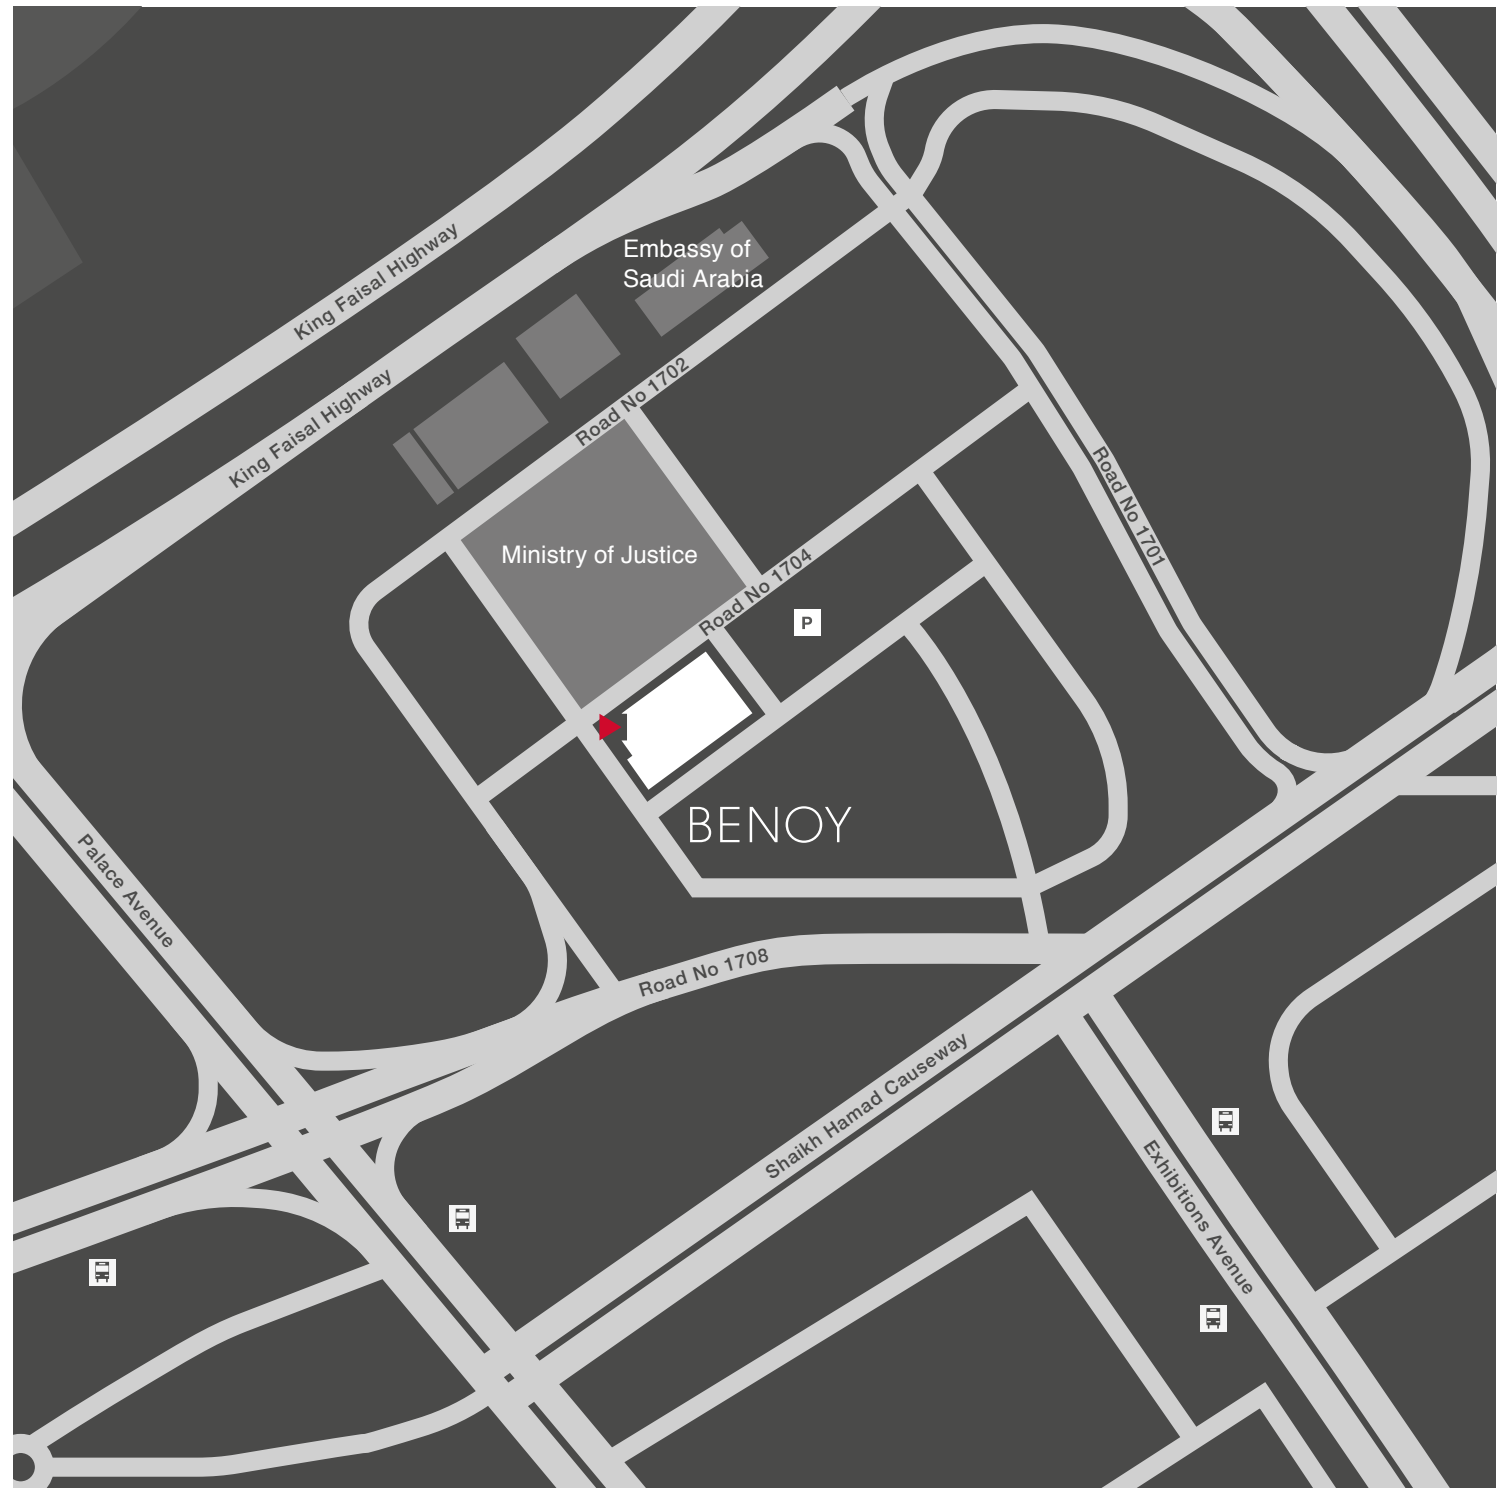 King Faisal Highway
Embassy of
Saudi Arabia
King Faisal Highway
Road No 1702
Road No 1701
Ministry of Justice
Road No 1704
P
BENOY
Palace Avenue
Road No 1708
Shaikh Hamad Causeway
Exhibitions Avenue